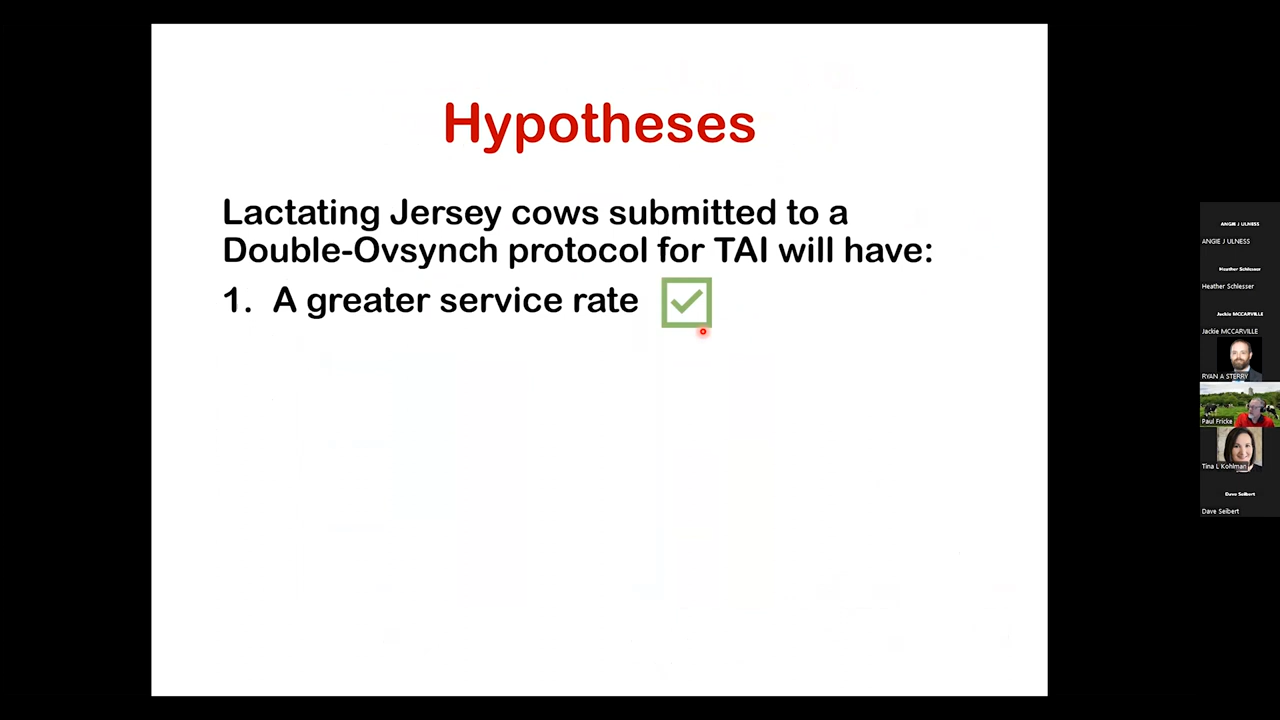 Hypotheses
Lactating Jersey cows submitted to a
Double-Ovsynch protocol for TAI will have:
1. A greater service rate
ANGIE J ULNESS
ANGIE J ULNESS
Heather Schlesser
Heather Schlesser
Jackie MCCARVILLE
Jackie MCCARVILLE
RYAN A STERRY
Paul Fricke
Tina L Kohlman
Dave Seibert
Dave Seibert